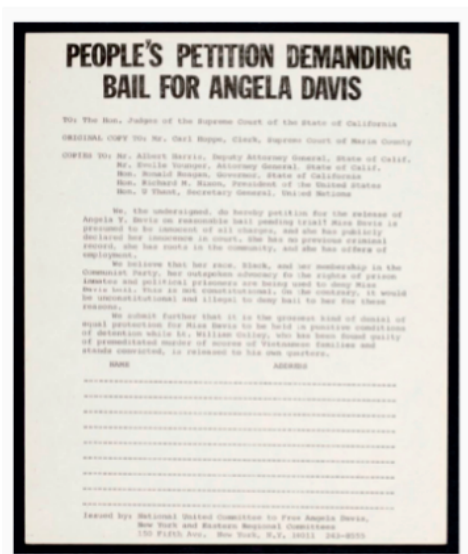 PEOPLE'S PETITION DEMANDING
BAIL FOR ANGELA DAVIS
TO: The Hon. Judges of the Supreme Court of the State of California
ORIGINAL COPY TO: Mr. Carl Hoppe, Clerk, Supreme Court of Marin County
COPIES TO: Mr. Albert Harris, Deputy Attorney General, State of Calif.
Mr. Evelle Younger, Attorney General, State of Calif.
Hon. Ronald Reagan, Governor, State of California
Hon. Richard M. Nixon, President of the United States
Hon. U Thant, Secretary General, United Nations
We, the undersigned, do hereby petition for the release of
Angela Y. Davis on reasonable bail pending trial! Miss Davis is
presumed to be innocent of all charges, and she has publicly
declared her innocence in court, she has no previous criminal
record, she has roots in the community, and she has offers of
employment.
We believe that her race, Black, and her membership in the
Communist Party, her outspoken advocacy for the rights of prison
inmates and political prisoners are being used to deny Miss
Davis bail. This is not constitutional. On the contrary, it would
be unconstitutional and illegal to deny bail to her for these
reasons.
We submit further that it is the grossest kind of denial of
equal protection for Miss Davis to be held in punitive conditions
of detention while Lt. William Calley, who has been found guilty
of premeditated murder of scores of Vietnamese families and
stands convicted, is released to his own quarters.
NAME ADDRESS
Issued by: National United Committee to Free Angela Davis,
New York and Eastern Regional Committees
150 Fifth Ave. New York, N.Y. 10011